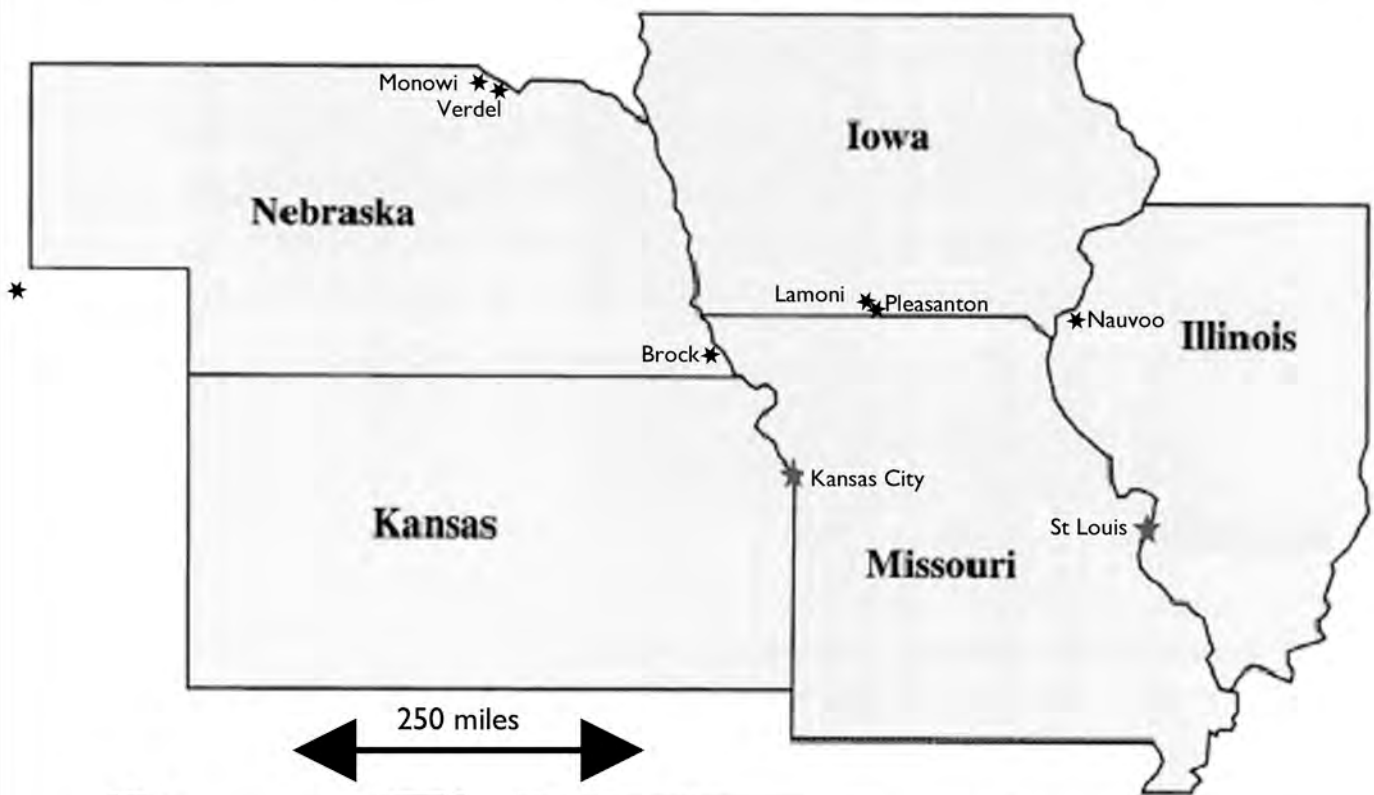 Monowi
Verdel
Iowa
Nebraska
Lamoni
Pleasanton
Nauvoo
Illinois
Brock
Kansas City
Kansas
St Louis
Missouri
250 miles